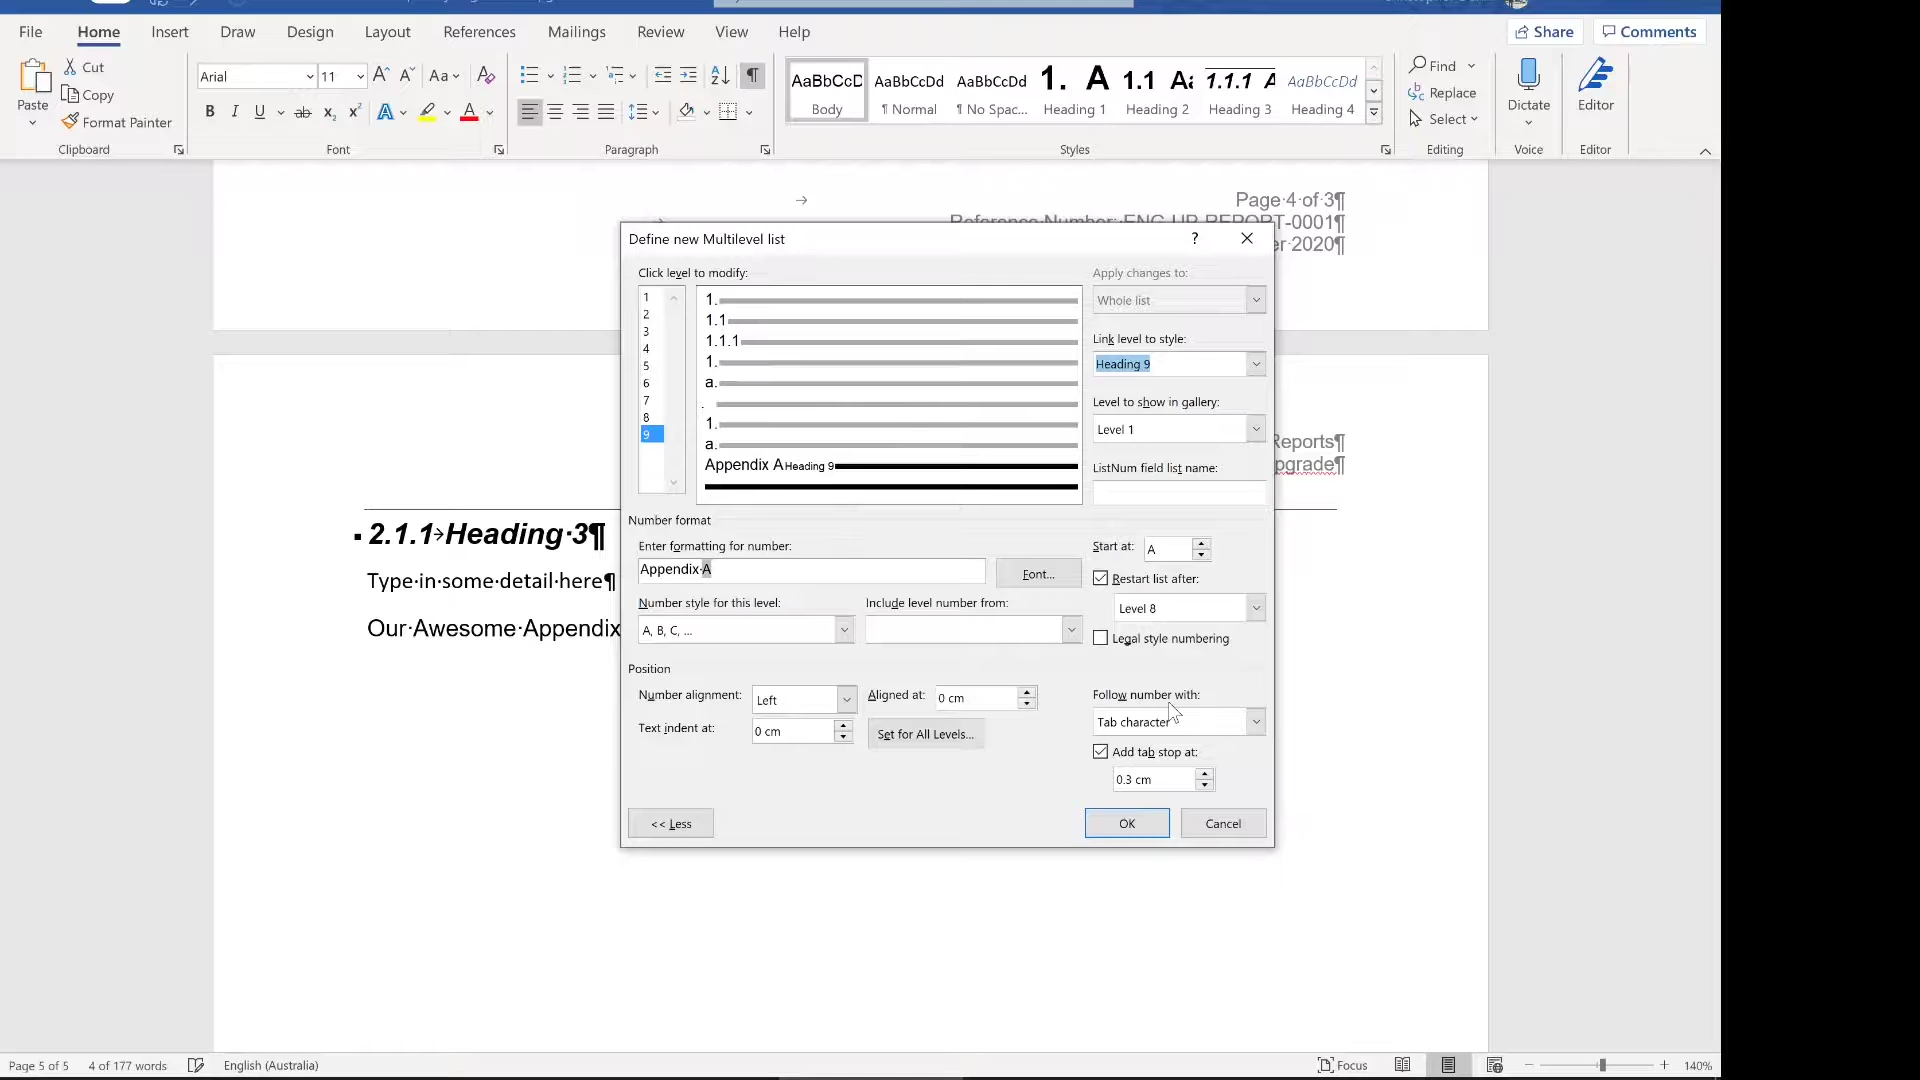 File Home Insert Draw Design Layout References Mailings Review View Help Share Comments
Paste
Cut
Copy
Format Painter
Clipboard
Arial 11
Font
Paragraph
AaBbCcD AaBbCcDd AaBbCcDd 1. A 1.1 Aa 1.1.1 A AaBbCcDd
Body ¶ Normal ¶ No Spac... Heading 1 Heading 2 Heading 3 Heading 4
Styles
Find
Replace
Select
Editing
Dictate
Voice
Editor
Editor
Page·4·of·3¶
Reference·Number:·ENG-UP-REPORT-0001¶
er·2020¶
Reports¶
pgrade¶
2.1.1→Heading·3¶
Type·in·some·detail·here¶
Our·Awesome·Appendix
Define new Multilevel list
Click level to modify:
1
2
3
4
5
6
7
8
9
1.
1.1
1.1.1
1.
a.
.
1.
a.
Appendix A Heading 9
Apply changes to:
Whole list
Link level to style:
Heading 9
Level to show in gallery:
Level 1
ListNum field list name:
Number format
Enter formatting for number:
Appendix·A
Font...
Start at: A
Restart list after:
Level 8
Number style for this level:
A, B, C, ...
Include level number from:
Legal style numbering
Position
Number alignment: Left
Aligned at: 0 cm
Text indent at: 0 cm
Set for All Levels...
Follow number with:
Tab character
Add tab stop at:
0.3 cm
<< Less
OK
Cancel
Page 5 of 5 4 of 177 words English (Australia) Focus 140%